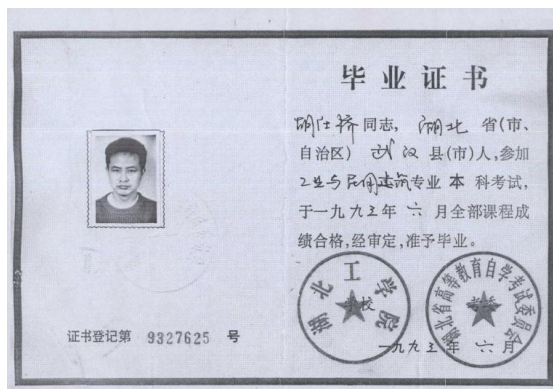 毕业证书
胡仕桥同志, 湖北 省(市、
自治区) 武汉 县(市)人,参加
工业与民用建筑专业 本 科考试,
于一九九三年 六 月全部课程成
绩合格,经审定,准予毕业。
湖北工学院
湖北省高等教育自学考试委员会
一九九三 年 六 月
证书登记第 9327625 号